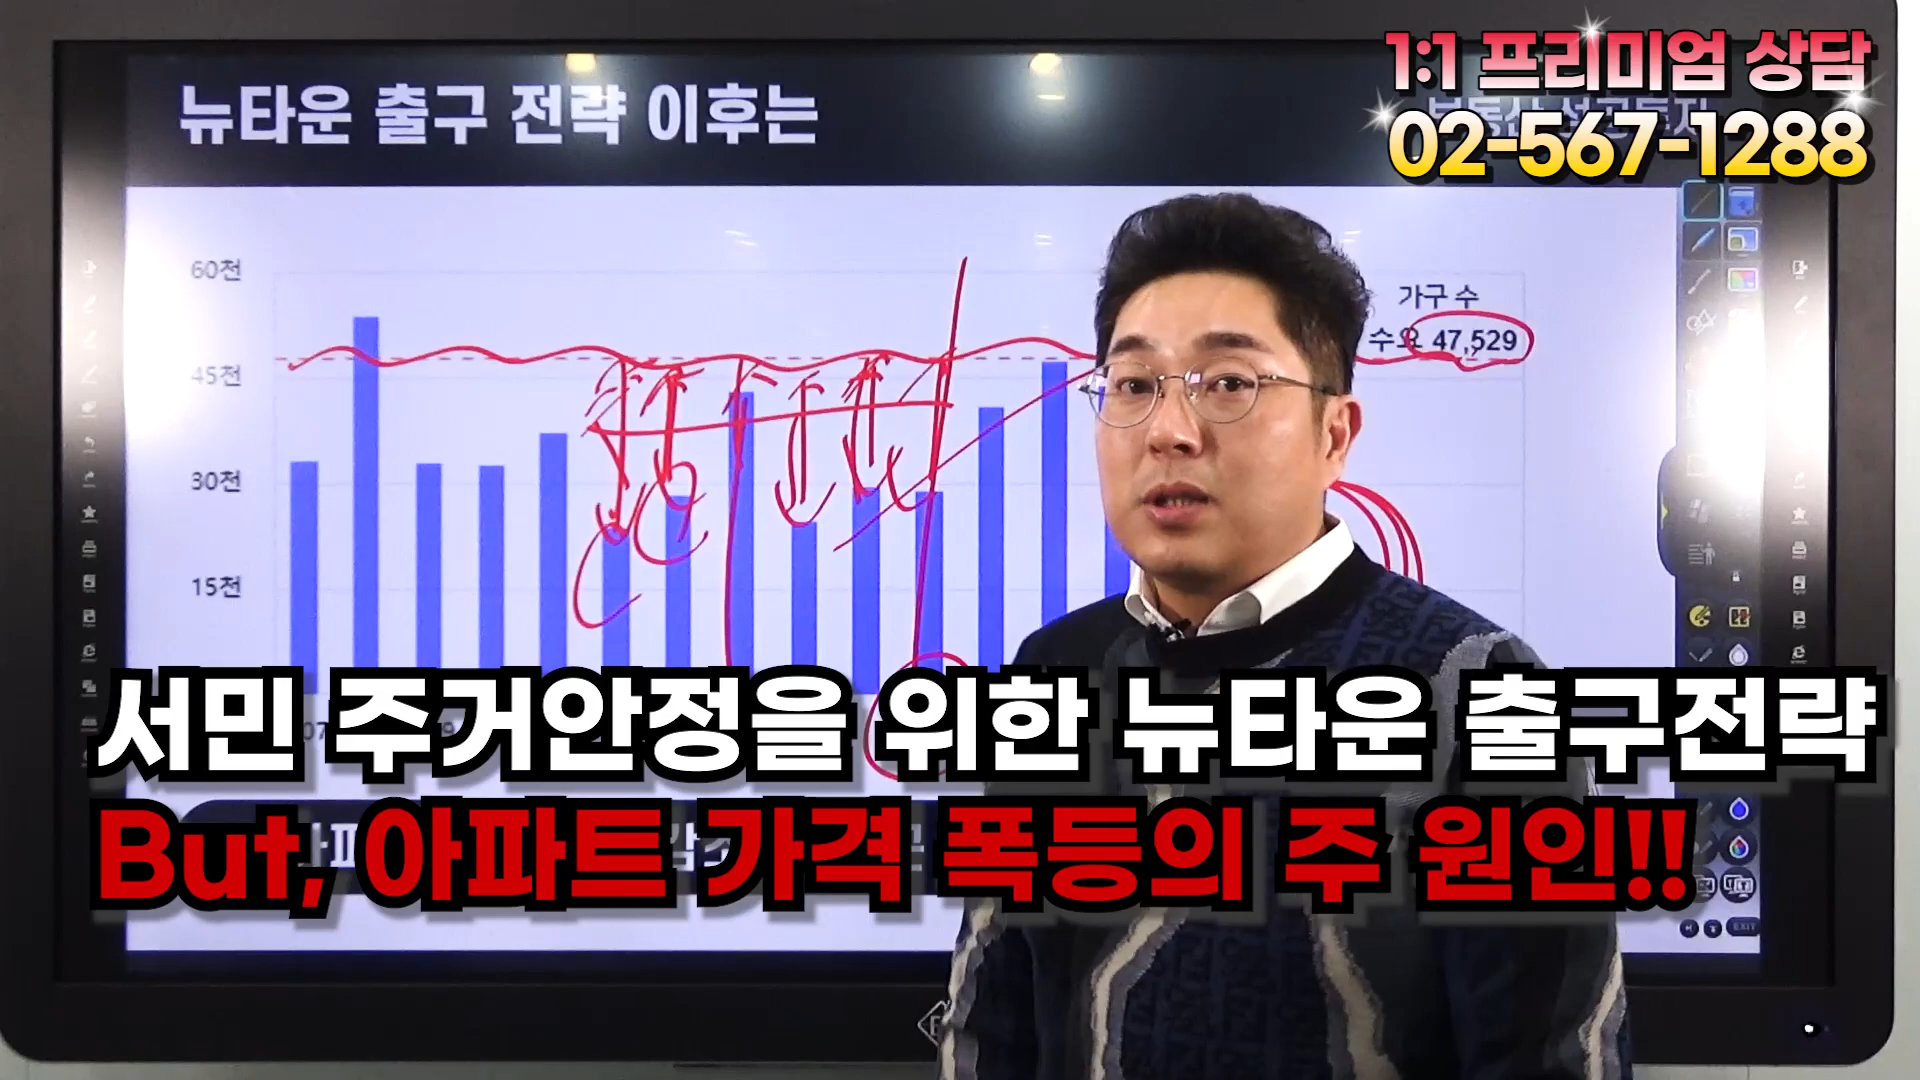 1:1 프리미엄 상담
02-567-1288
뉴타운 출구 전략 이후는
60천
45천
30천
15천
가구 수
수요 47,529
서민 주거안정을 위한 뉴타운 출구전략
But, 아파트 가격 폭등의 주 원인!!
EXIT